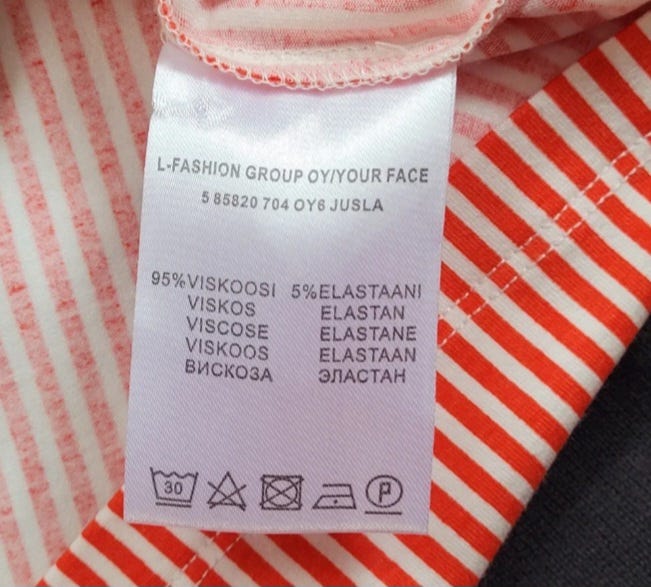 L-FASHION GROUP OY/YOUR FACE
5 85820 704 OY6 JUSLA
95%VISKOOSI 5%ELASTAANI
VISKOS ELASTAN
VISCOSE ELASTANE
VISKOOS ELASTAAN
ВИСКОЗА ЭЛАСТАН
30 P